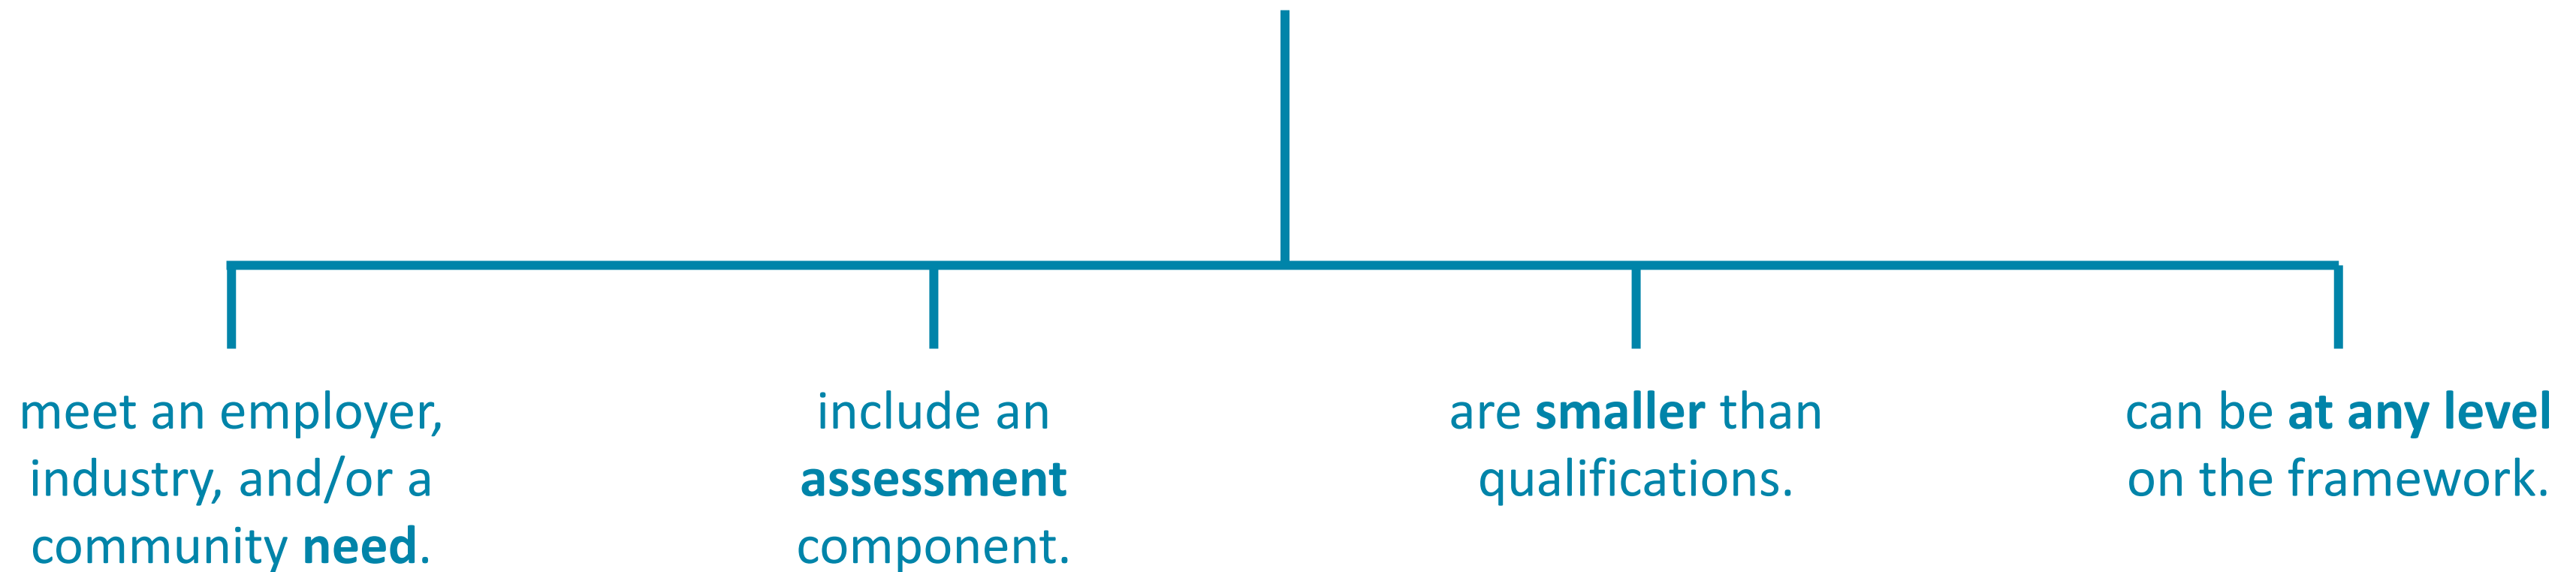 meet an employer,
industry, and/or a
community need.
include an
assessment
component.
are smaller than
qualifications.
can be at any level
on the framework.